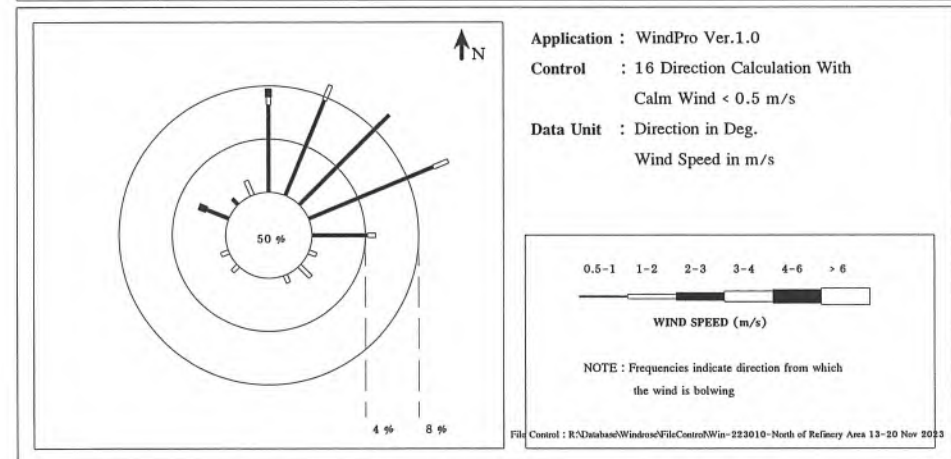 N
50 %
4 %
8 %
Application : WindPro Ver.1.0
Control : 16 Direction Calculation With
Calm Wind < 0.5 m/s
Data Unit : Direction in Deg.
Wind Speed in m/s
0.5-1 1-2 2-3 3-4 4-6 > 6
WIND SPEED (m/s)
NOTE : Frequencies indicate direction from which
the wind is bolwing
File Control : R:\Database\Windrose\FileControl\Win-223010-North of Refinery Area 13-20 Nov 2023